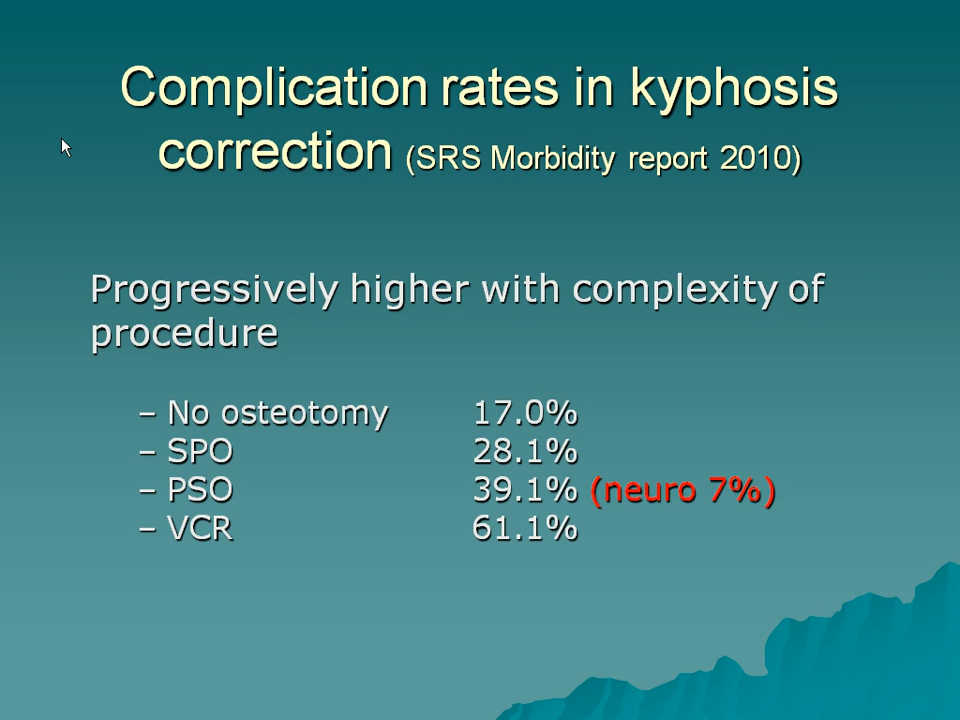 Complication rates in kyphosis
correction (SRS Morbidity report 2010)
Progressively higher with complexity of
procedure
– No osteotomy 17.0%
– SPO 28.1%
– PSO 39.1% (neuro 7%)
– VCR 61.1%